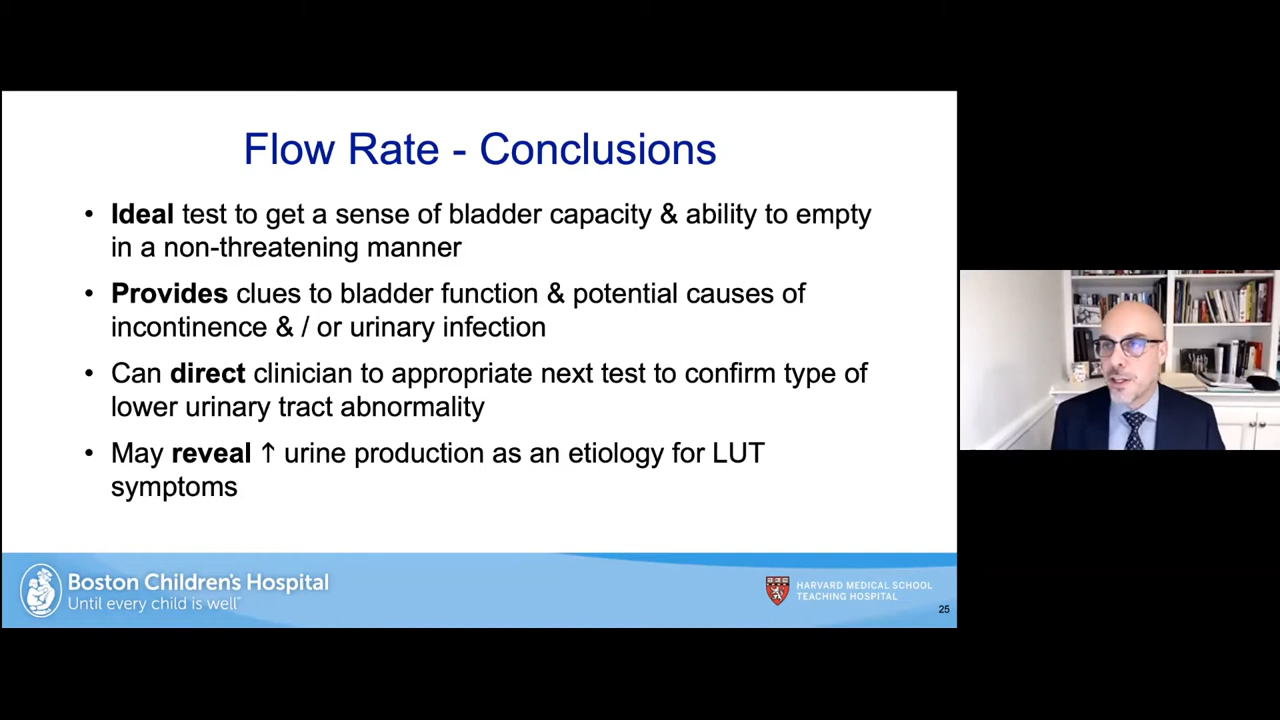 Flow Rate - Conclusions
• Ideal test to get a sense of bladder capacity & ability to empty
in a non-threatening manner
• Provides clues to bladder function & potential causes of
incontinence & / or urinary infection
• Can direct clinician to appropriate next test to confirm type of
lower urinary tract abnormality
• May reveal ↑ urine production as an etiology for LUT
symptoms
Boston Children's Hospital
Until every child is well™
HARVARD MEDICAL SCHOOL
TEACHING HOSPITAL
25